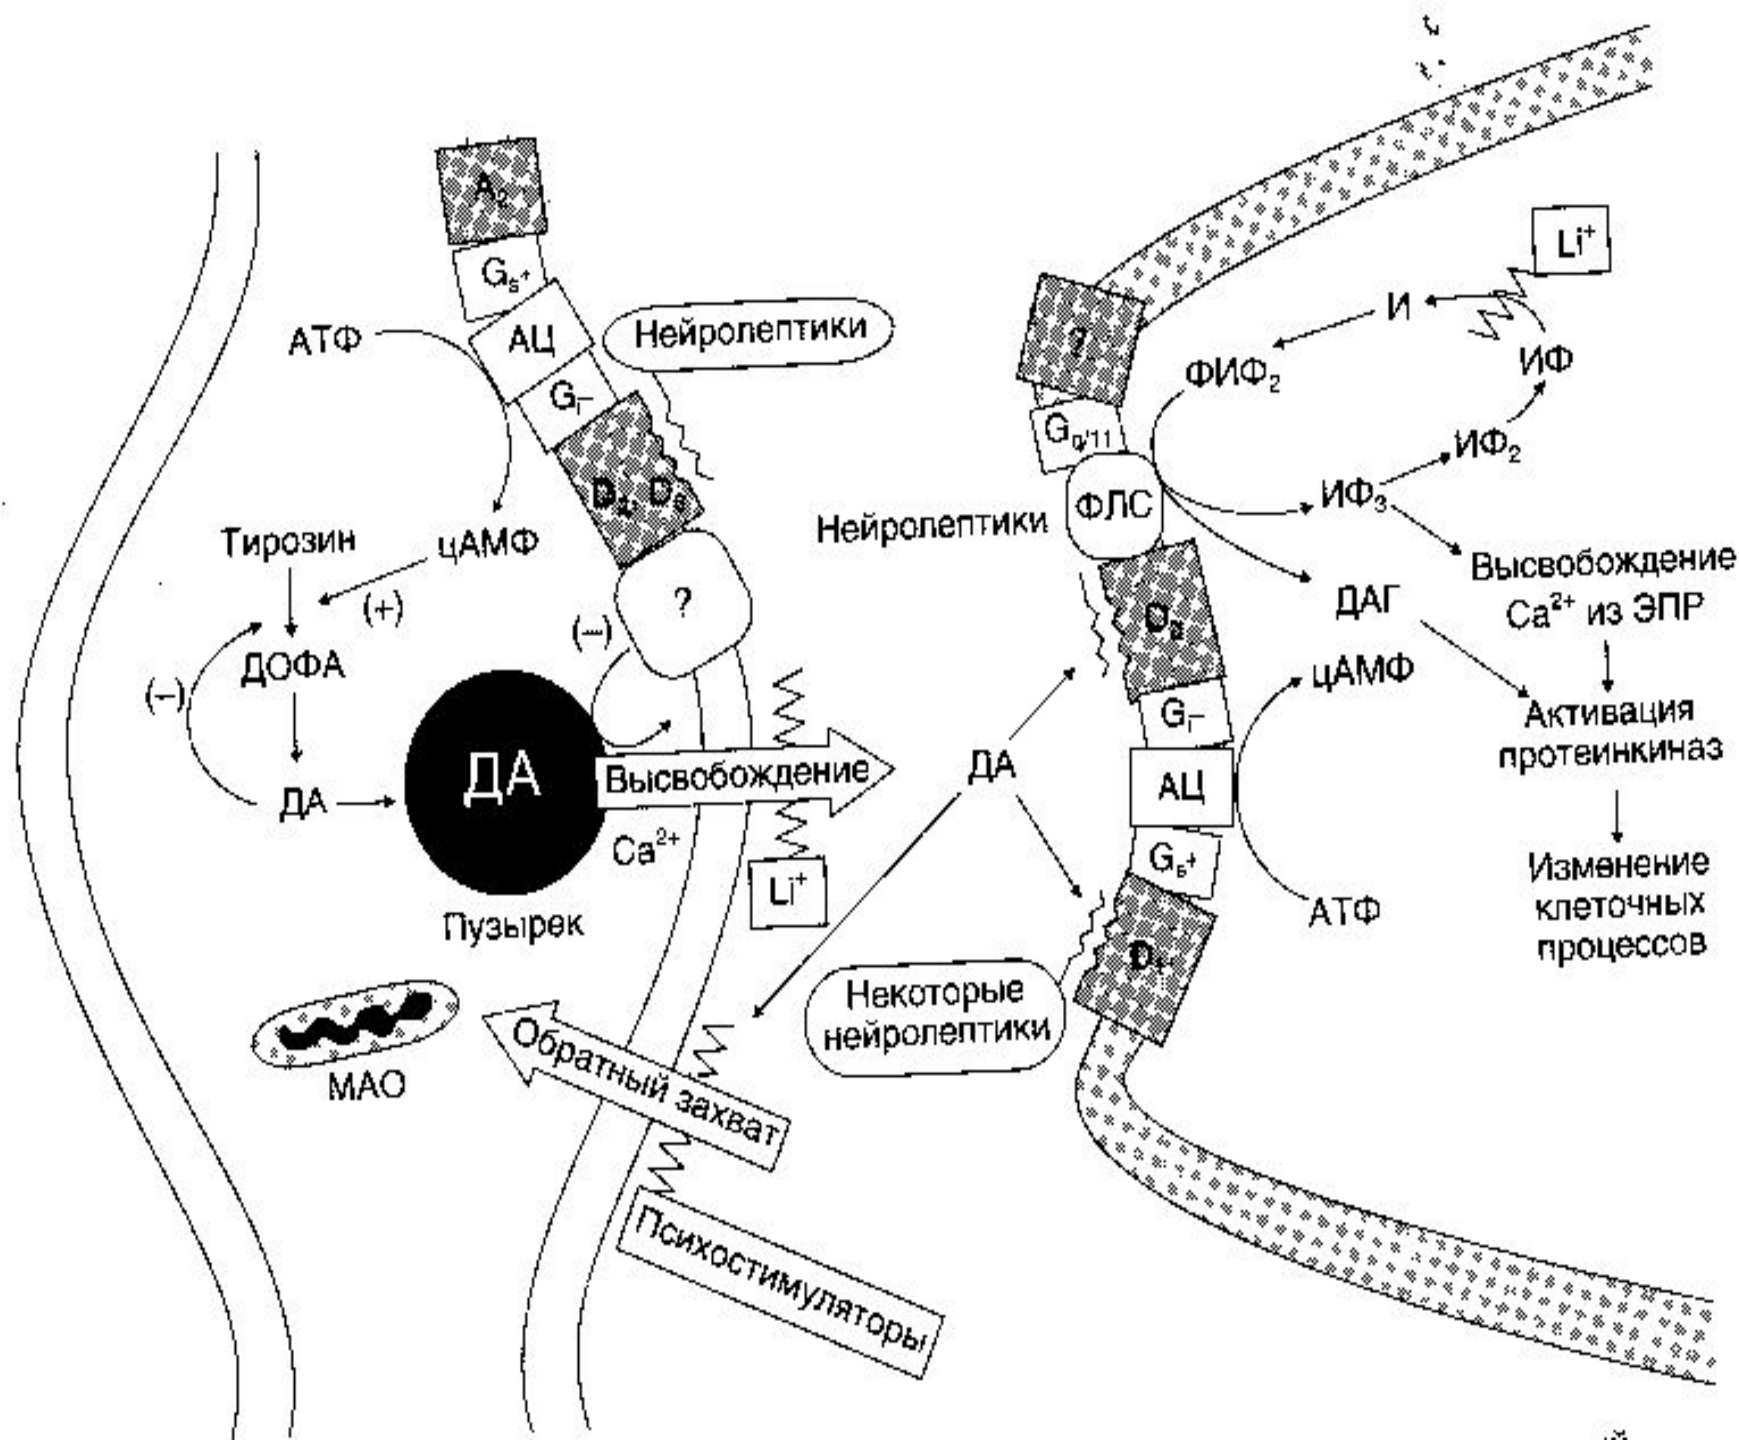 A₂
Gs⁺
АЦ
Gi⁻
АТФ
Нейролептики
D₂, D₃
?
Тирозин
цАМФ
(+)
(–)
ДОФА
(–)
ДА
ДА
Высвобождение
Ca²⁺
Пузырек
Li⁺
МАО
Обратный захват
Психостимуляторы
ДА
?
Gq/11
ФЛС
Нейролептики
D₂
Gi⁻
АЦ
Gs⁺
D₁
Некоторые
нейролептики
Li⁺
И
ФИФ₂
ИФ
ИФ₂
ИФ₃
ДАГ
Высвобождение
Ca²⁺ из ЭПР
цАМФ
АТФ
Активация
протеинкиназ
Изменение
клеточных
процессов